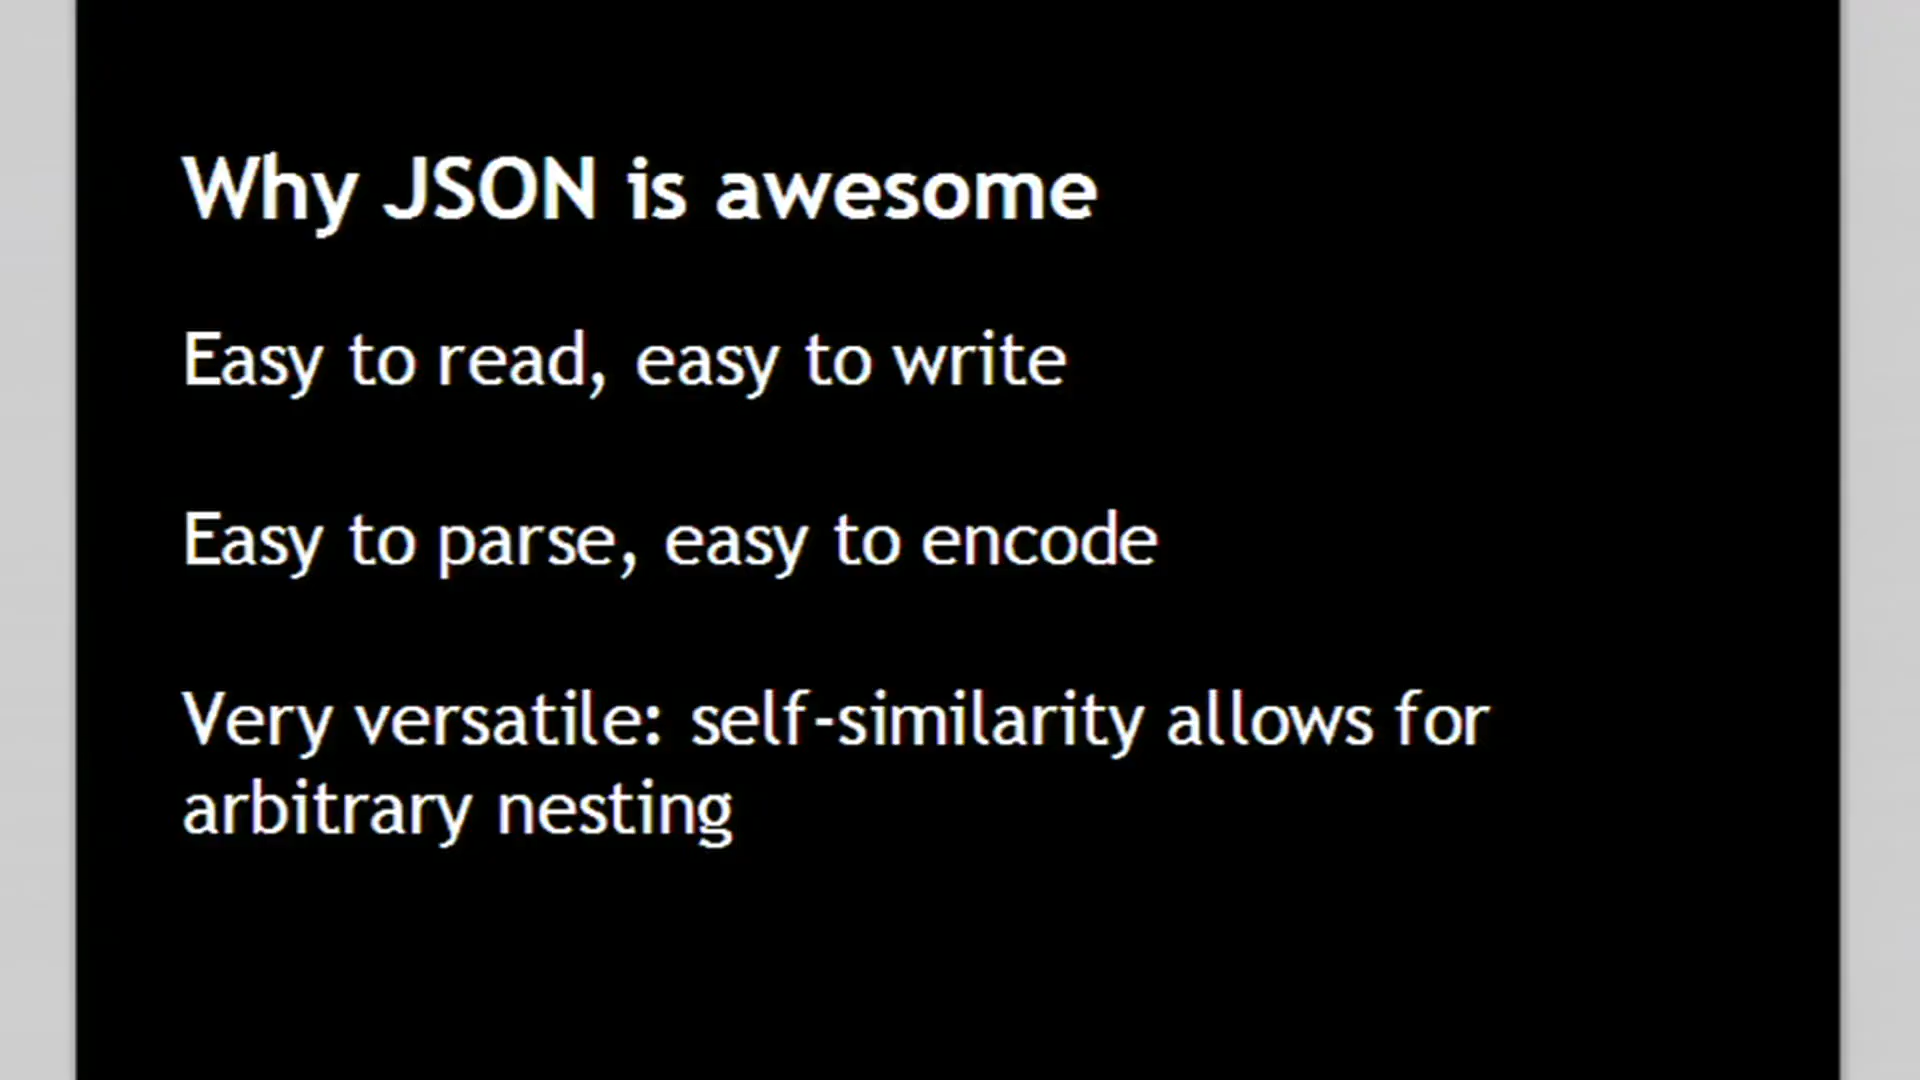 Why JSON is awesome
Easy to read, easy to write
Easy to parse, easy to encode
Very versatile: self-similarity allows for
arbitrary nesting